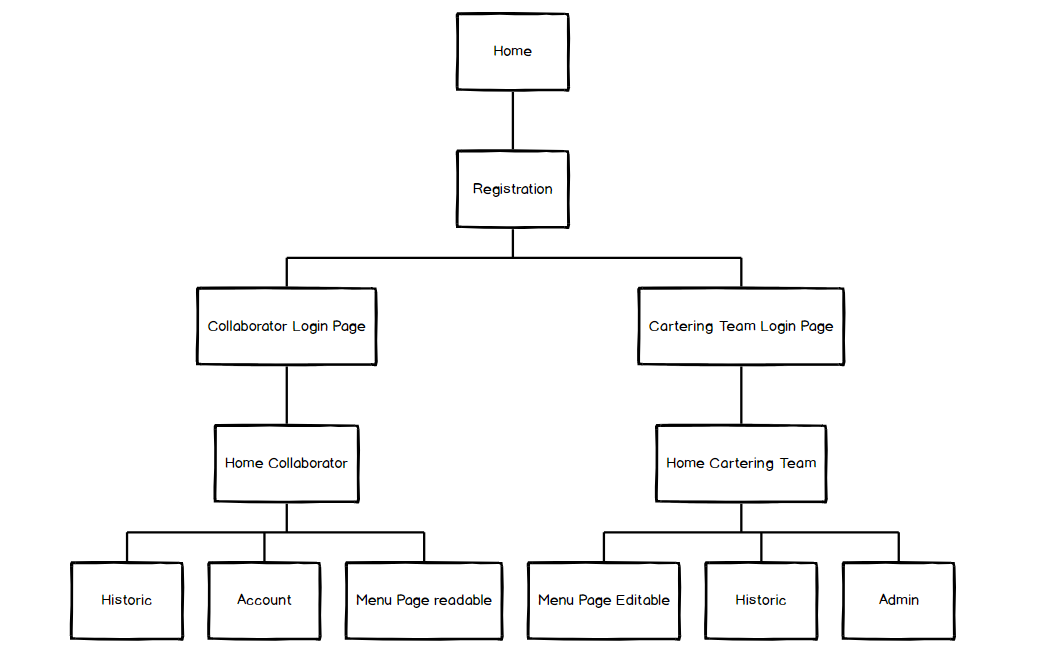 Home
Registration
Collaborator Login Page
Cartering Team Login Page
Home Collaborator
Home Cartering Team
Historic
Account
Menu Page readable
Menu Page Editable
Historic
Admin